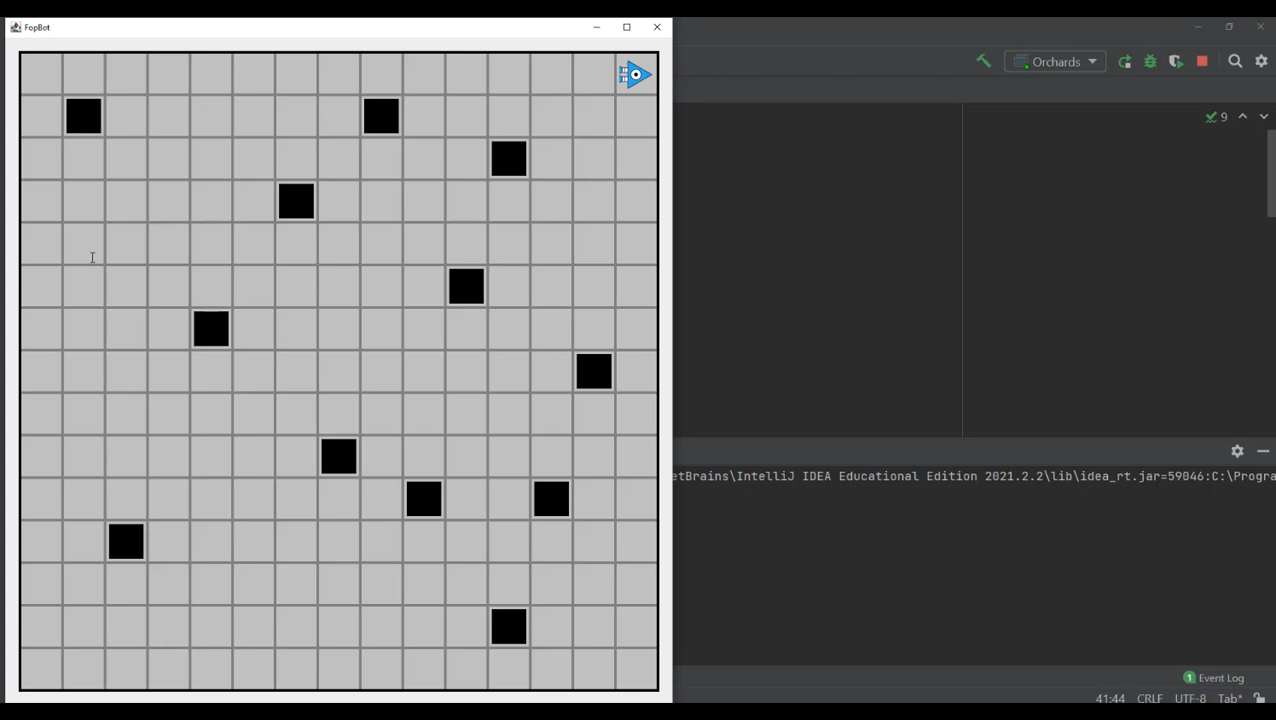 FopBot
Orchards
9
etBrains\IntelliJ IDEA Educational Edition 2021.2.2\lib\idea_rt.jar=59046:C:\Progra
1 Event Log
41:44 CRLF UTF-8 Tab*